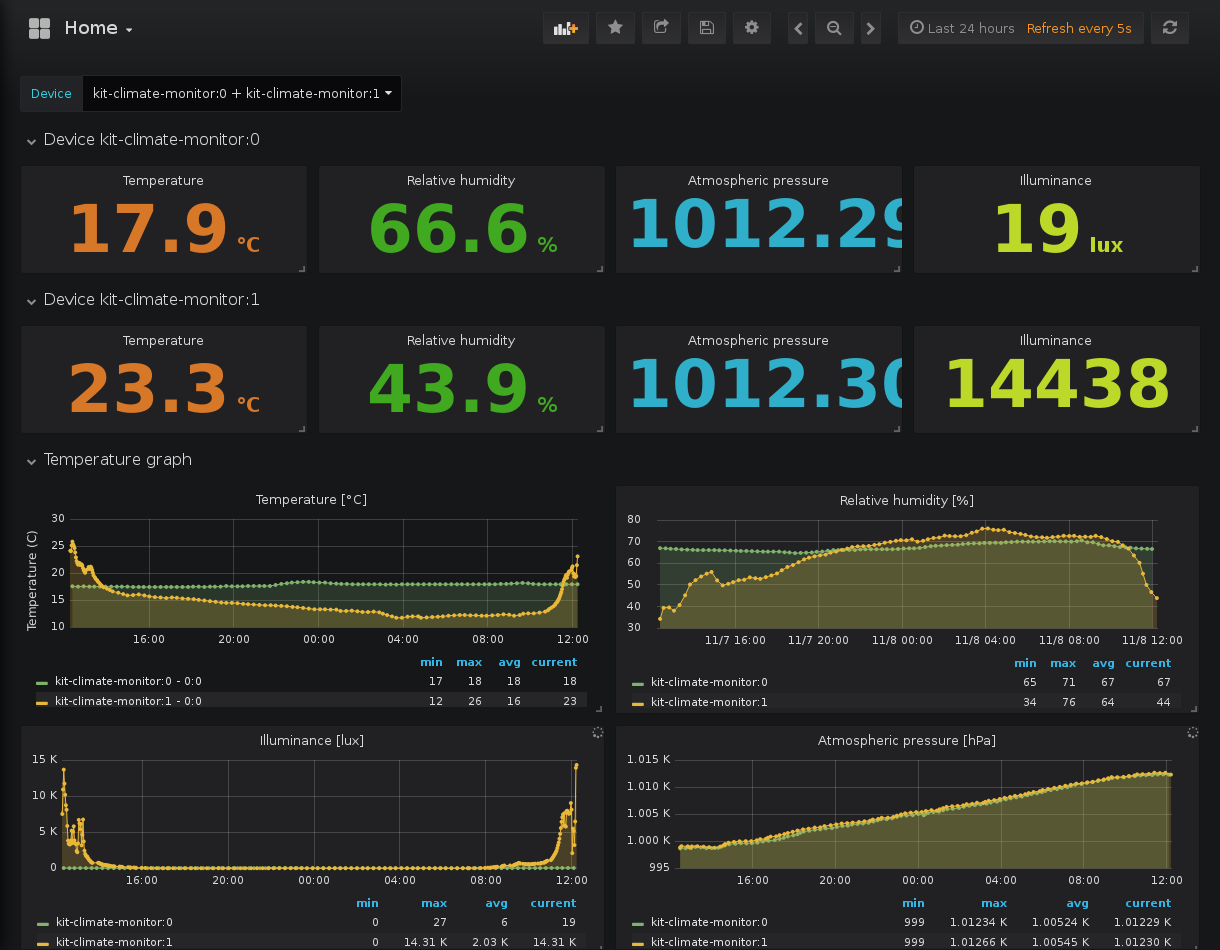 Home
Last 24 hours Refresh every 5s
Device kit-climate-monitor:0 + kit-climate-monitor:1
Device kit-climate-monitor:0
Temperature Relative humidity Atmospheric pressure Illuminance
17.9 °C 66.6 % 1012.29 19 lux
Device kit-climate-monitor:1
Temperature Relative humidity Atmospheric pressure Illuminance
23.3 °C 43.9 % 1012.30 14438
Temperature graph
Temperature [°C]
Temperature (C)
30
25
20
15
10
16:00 20:00 00:00 04:00 08:00 12:00
min max avg current
kit-climate-monitor:0 - 0:0 17 18 18 18
kit-climate-monitor:1 - 0:0 12 26 16 23
Relative humidity [%]
80
70
60
50
40
30
11/7 16:00 11/7 20:00 11/8 00:00 11/8 04:00 11/8 08:00 11/8 12:00
min max avg current
kit-climate-monitor:0 65 71 67 67
kit-climate-monitor:1 34 76 64 44
Illuminance [lux]
15 K
10 K
5 K
0
16:00 20:00 00:00 04:00 08:00 12:00
min max avg current
kit-climate-monitor:0 0 27 6 19
kit-climate-monitor:1 0 14.31 K 2.03 K 14.31 K
Atmospheric pressure [hPa]
1.015 K
1.010 K
1.005 K
1.000 K
995
16:00 20:00 00:00 04:00 08:00 12:00
min max avg current
kit-climate-monitor:0 999 1.01234 K 1.00524 K 1.01229 K
kit-climate-monitor:1 999 1.01266 K 1.00545 K 1.01230 K